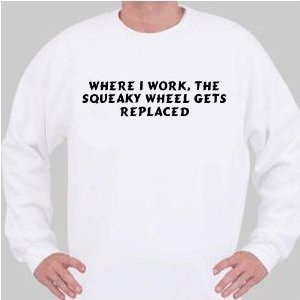 WHERE I WORK, THE
SQUEAKY WHEEL GETS
REPLACED